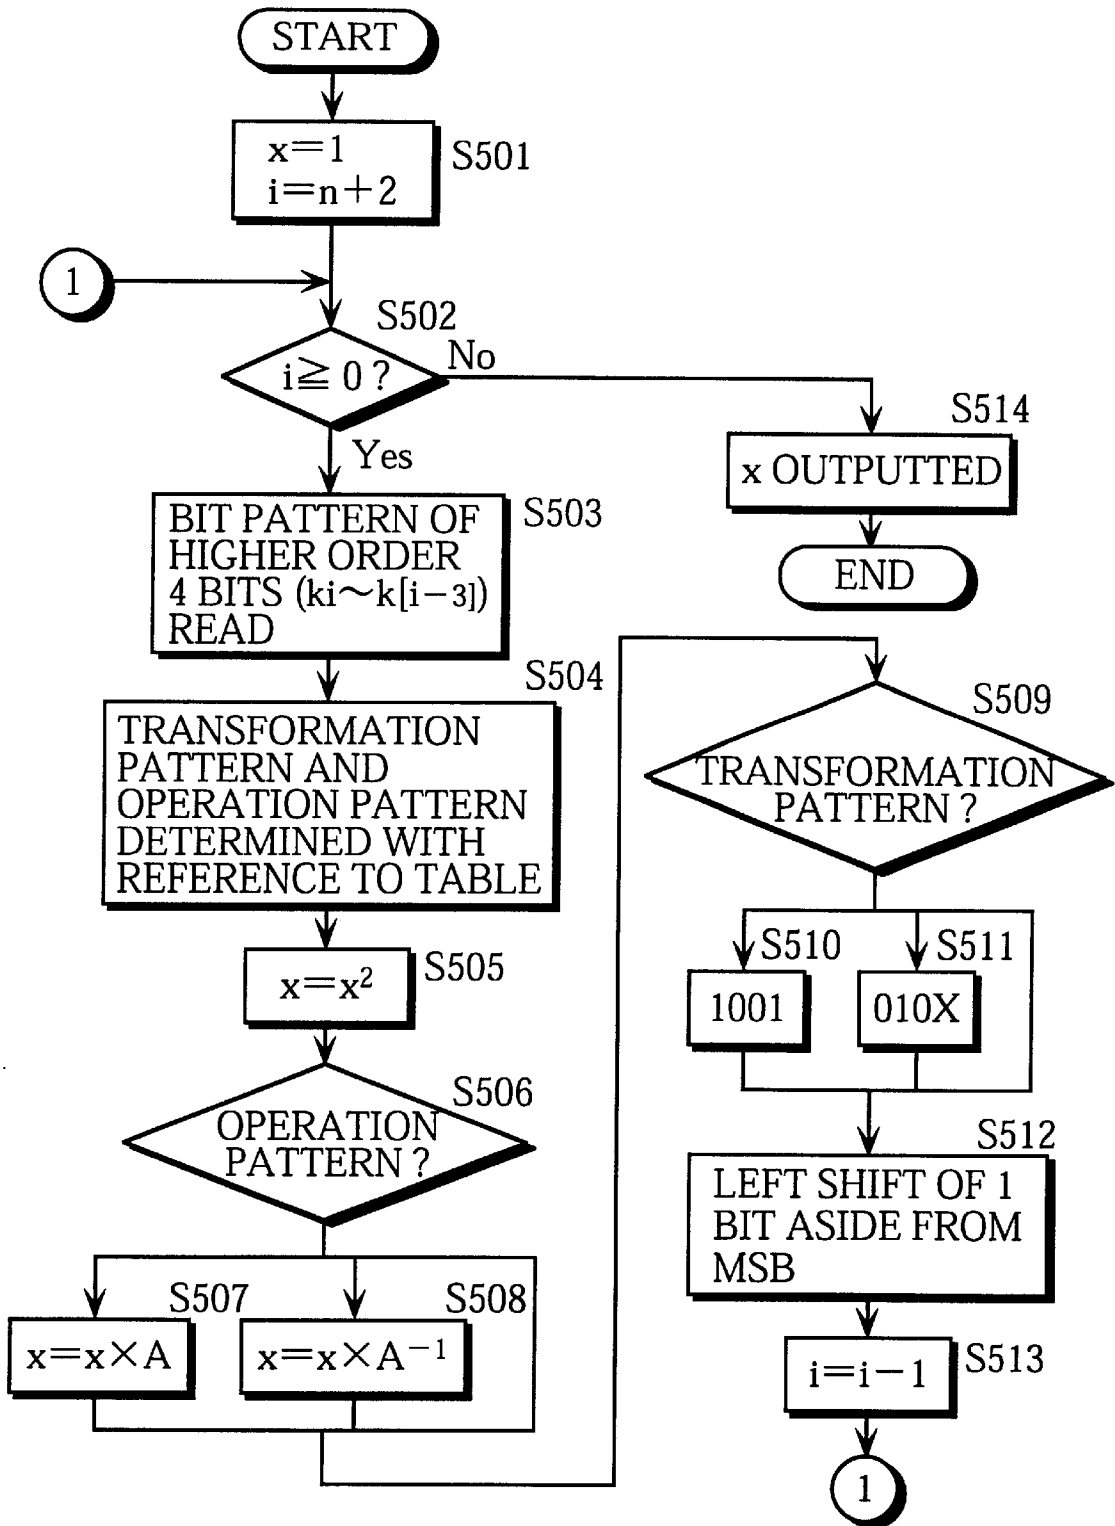 START
x=1
i=n+2
S501
1
S502
i≧0?
No
Yes
S514
x OUTPUTTED
END
BIT PATTERN OF
HIGHER ORDER
4 BITS (ki~k[i-3])
READ
S503
S504
TRANSFORMATION
PATTERN AND
OPERATION PATTERN
DETERMINED WITH
REFERENCE TO TABLE
x=x²
S505
S506
OPERATION
PATTERN?
S507
x=x×A
S508
x=x×A⁻¹
S509
TRANSFORMATION
PATTERN?
S510
1001
S511
010X
S512
LEFT SHIFT OF 1
BIT ASIDE FROM
MSB
i=i-1
S513
1